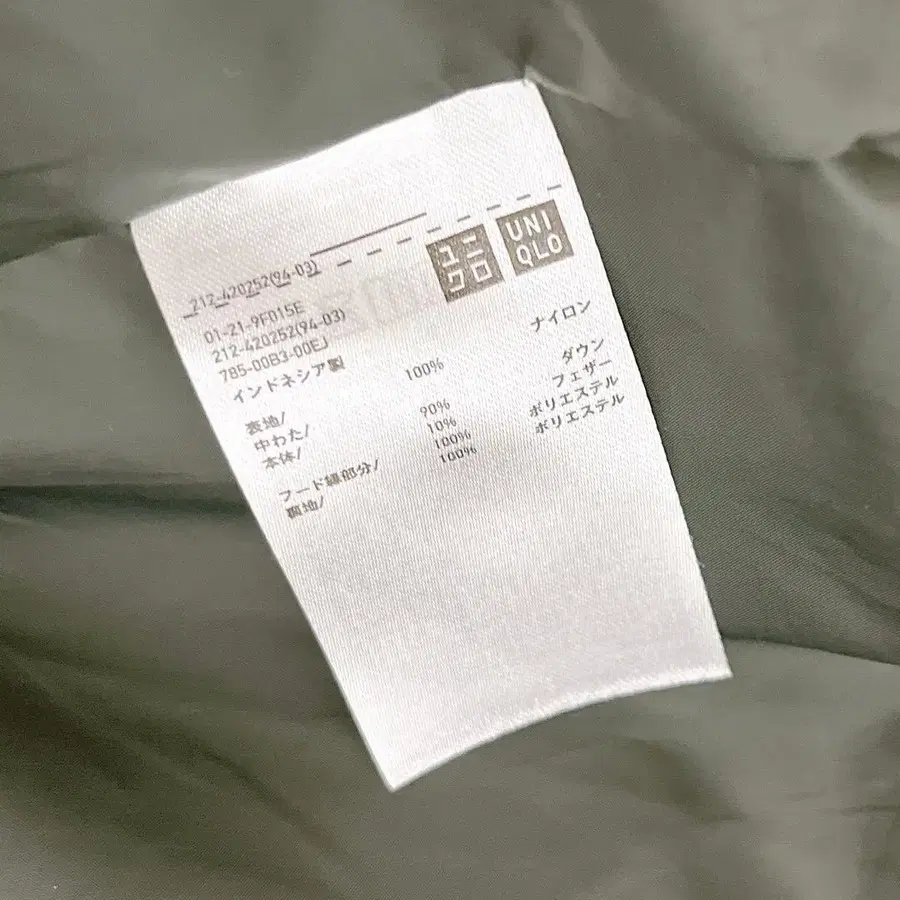 212-420252(94-03)
ユニクロ
UNIQLO
01-21-9F015E
212-420252(94-03)
785-00B3-00EJ
インドネシア製
表地/ 100% ナイロン
中わた/
本体/ 90% ダウン
10% フェザー
フード縁部分/ 100% ポリエステル
裏地/ 100% ポリエステル